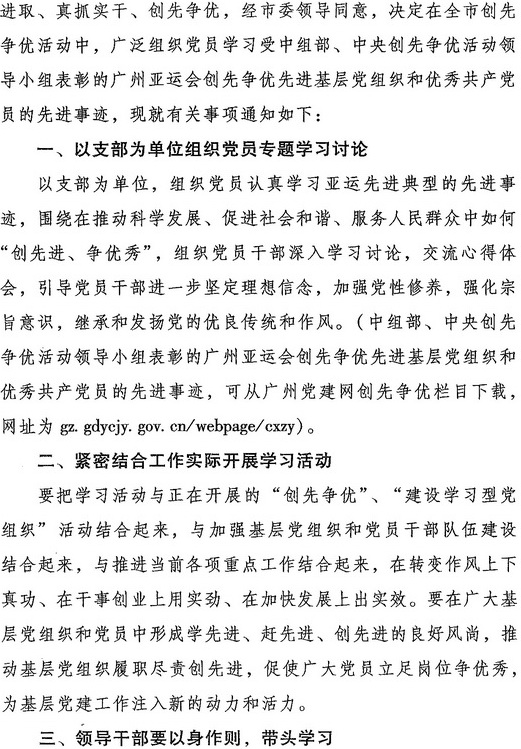 进取、真抓实干、创先争优，经市委领导同意，决定在全市创先
争优活动中，广泛组织党员学习受中组部、中央创先争优活动领
导小组表彰的广州亚运会创先争优先进基层党组织和优秀共产党
员的先进事迹，现就有关事项通知如下：
一、以支部为单位组织党员专题学习讨论
以支部为单位，组织党员认真学习亚运先进典型的先进事
迹，围绕在推动科学发展、促进社会和谐、服务人民群众中如何
“创先进、争优秀”，组织党员干部深入学习讨论，交流心得体
会，引导党员干部进一步坚定理想信念，加强党性修养，强化宗
旨意识，继承和发扬党的优良传统和作风。（中组部、中央创先
争优活动领导小组表彰的广州亚运会创先争优先进基层党组织和
优秀共产党员的先进事迹，可从广州党建网创先争优栏目下载，
网址为 gz.gdycjy.gov.cn/webpage/cxzy)。
二、紧密结合工作实际开展学习活动
要把学习活动与正在开展的“创先争优”、“建设学习型党
组织”活动结合起来，与加强基层党组织和党员干部队伍建设
结合起来，与推进当前各项重点工作结合起来，在转变作风上下
真功、在干事创业上用实劲、在加快发展上出实效。要在广大基
层党组织和党员中形成学先进、赶先进、创先进的良好风尚，推
动基层党组织履职尽责创先进，促使广大党员立足岗位争优秀，
为基层党建工作注入新的动力和活力。
三、领导干部要以身作则，带头学习